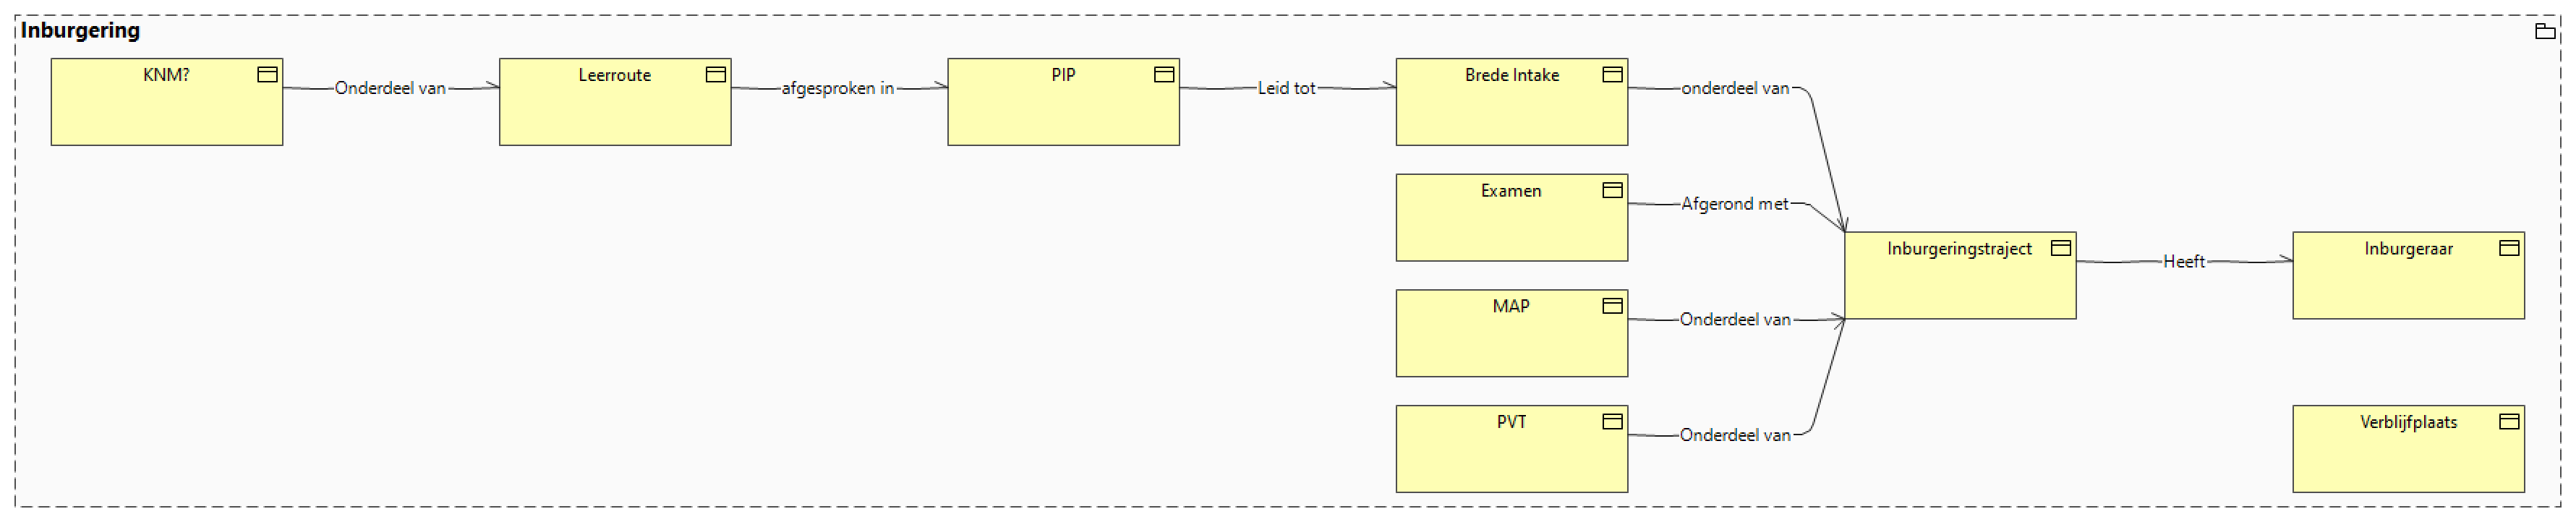 Inburgering
KNM?
Onderdeel van
Leerroute
afgesproken in
PIP
Leid tot
Brede Intake
onderdeel van
Examen
Afgerond met
Inburgeringstraject
Heeft
Inburgeraar
MAP
Onderdeel van
PVT
Onderdeel van
Verblijfplaats